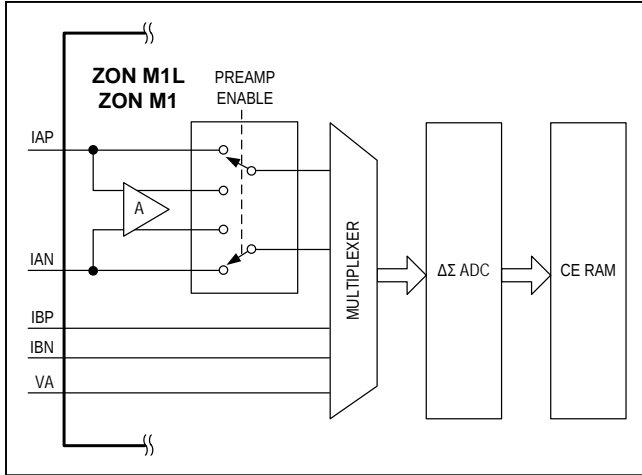 ZON M1L
ZON M1
PREAMP
ENABLE
IAP
A
IAN
IBP
IBN
VA
MULTIPLEXER
ΔΣ ADC
CE RAM